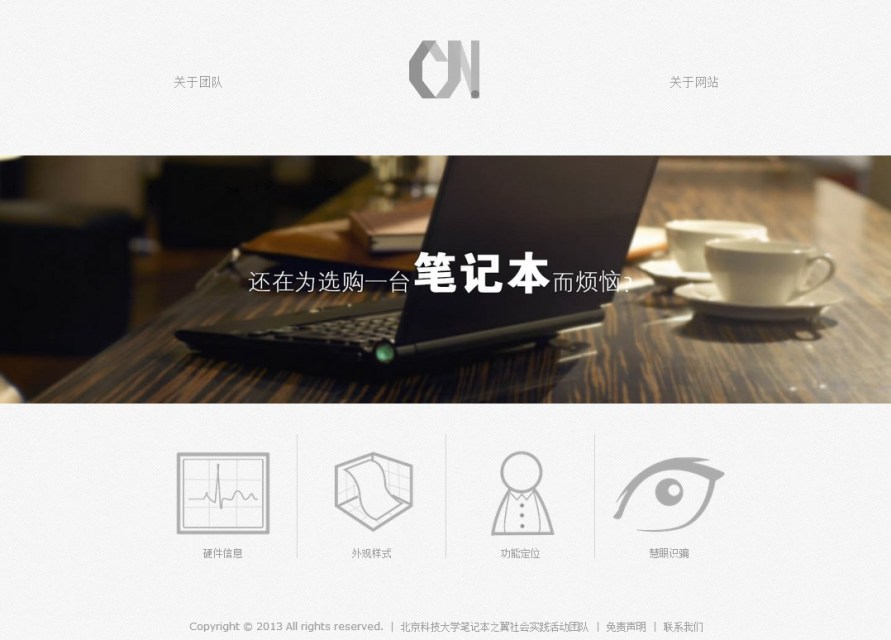 关于团队
CN.
关于网站
还在为选购一台笔记本而烦恼?
硬件信息
外观样式
功能定位
慧眼识骗
Copyright © 2013 All rights reserved. | 北京科技大学笔记本之翼社会实践活动团队 | 免责声明 | 联系我们